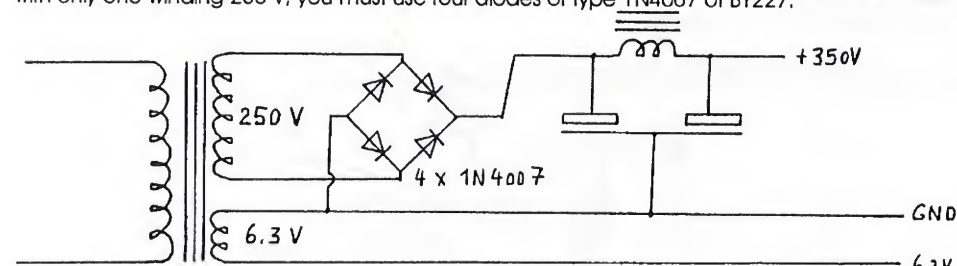 only one winding 250 V, you must use four diodes of type 1N4007 or BY227.
+350V
250 V
4 x 1N4007
GND
6.3 V